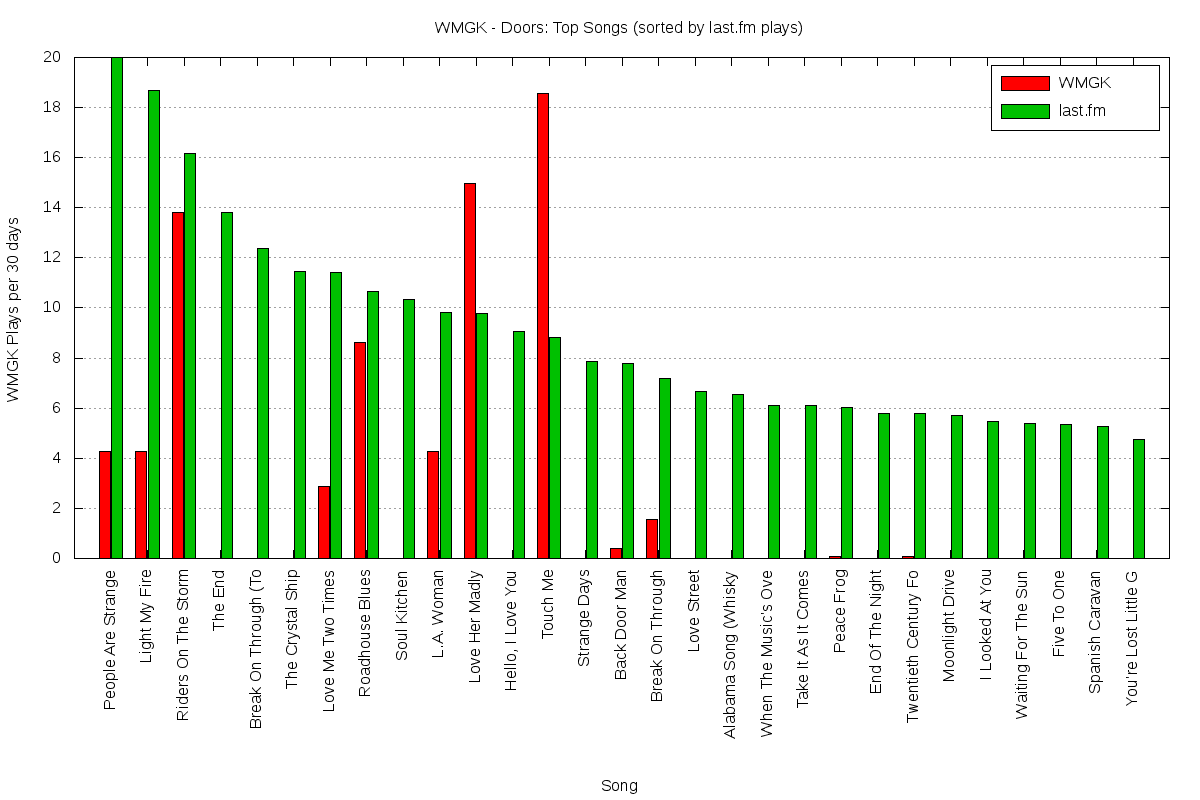 WMGK - Doors: Top Songs (sorted by last.fm plays)
WMGK
last.fm
20
18
16
14
12
10
8
6
4
2
0
WMGK Plays per 30 days
People Are Strange
Light My Fire
Riders On The Storm
The End
Break On Through (To
The Crystal Ship
Love Me Two Times
Roadhouse Blues
Soul Kitchen
L.A. Woman
Love Her Madly
Hello, I Love You
Touch Me
Strange Days
Back Door Man
Break On Through
Love Street
Alabama Song (Whisky
When The Music's Ove
Take It As It Comes
Peace Frog
End Of The Night
Twentieth Century Fo
Moonlight Drive
I Looked At You
Waiting For The Sun
Five To One
Spanish Caravan
You're Lost Little G
Song